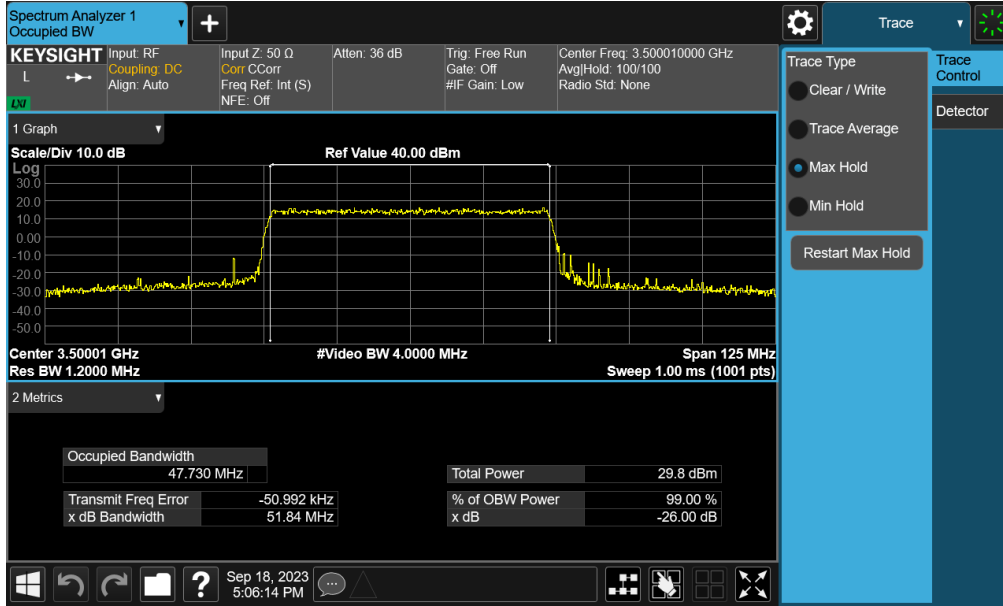 Spectrum Analyzer 1
Occupied BW
Trace
KEYSIGHT
L
LXI
Input: RF
Coupling: DC
Align: Auto
Input Z: 50 Ω
Corr CCorr
Freq Ref: Int (S)
NFE: Off
Atten: 36 dB
Trig: Free Run
Gate: Off
#IF Gain: Low
Center Freq: 3.500010000 GHz
Avg|Hold: 100/100
Radio Std: None
1 Graph
Scale/Div 10.0 dB
Ref Value 40.00 dBm
Log
30.0
20.0
10.0
0.00
-10.0
-20.0
-30.0
-40.0
-50.0
Center 3.50001 GHz
#Video BW 4.0000 MHz
Span 125 MHz
Res BW 1.2000 MHz
Sweep 1.00 ms (1001 pts)
2 Metrics
Occupied Bandwidth
47.730 MHz
Transmit Freq Error -50.992 kHz
x dB Bandwidth 51.84 MHz
Total Power 29.8 dBm
% of OBW Power 99.00 %
x dB -26.00 dB
Trace Type
Clear / Write
Trace Average
Max Hold
Min Hold
Restart Max Hold
Trace
Control
Detector
?
Sep 18, 2023
5:06:14 PM